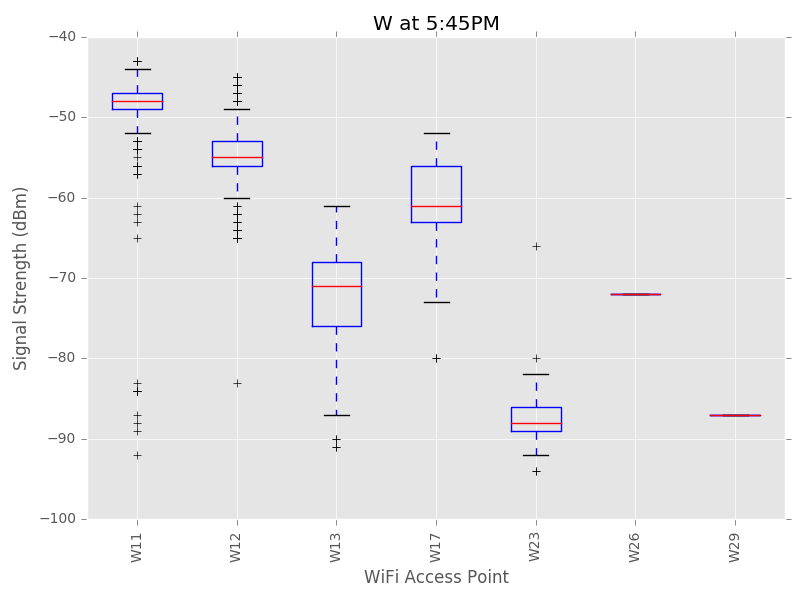 W at 5:45PM
−40
−50
−60
−70
−80
−90
−100
Signal Strength (dBm)
W11
W12
W13
W17
W23
W26
W29
WiFi Access Point